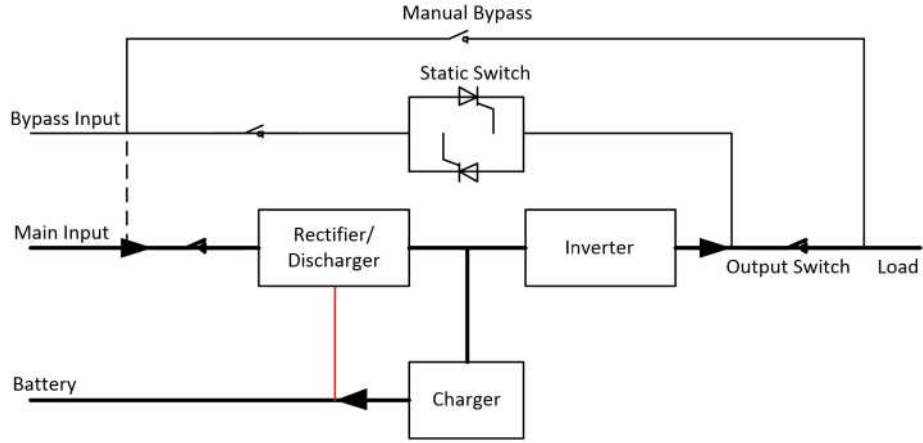 Manual Bypass
Static Switch
Bypass Input
Main Input
Rectifier/
Discharger
Inverter
Output Switch
Load
Battery
Charger